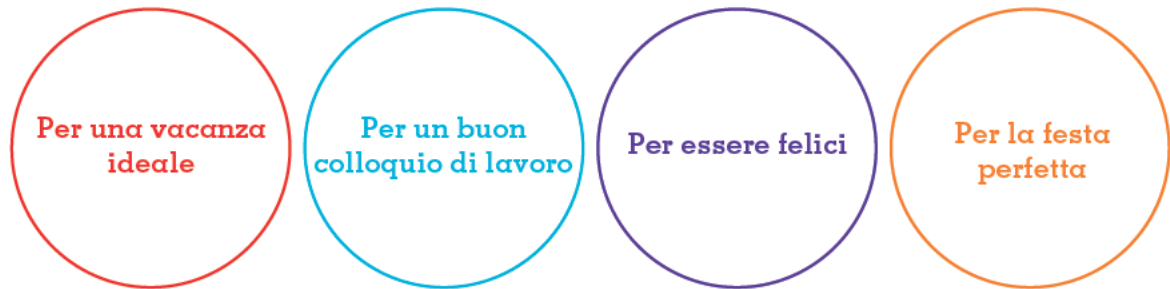 Per una vacanza
ideale
Per un buon
colloquio di lavoro
Per essere felici
Per la festa
perfetta